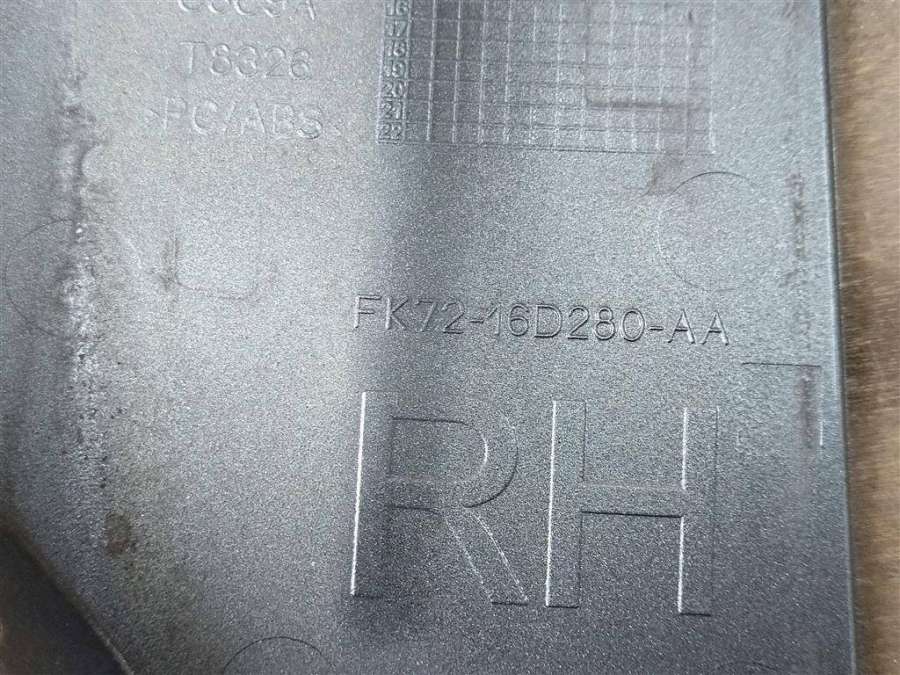 T8328
>PC/ABS<
16
17
18
19
20
21
22
FK72-16D280-AA
RH